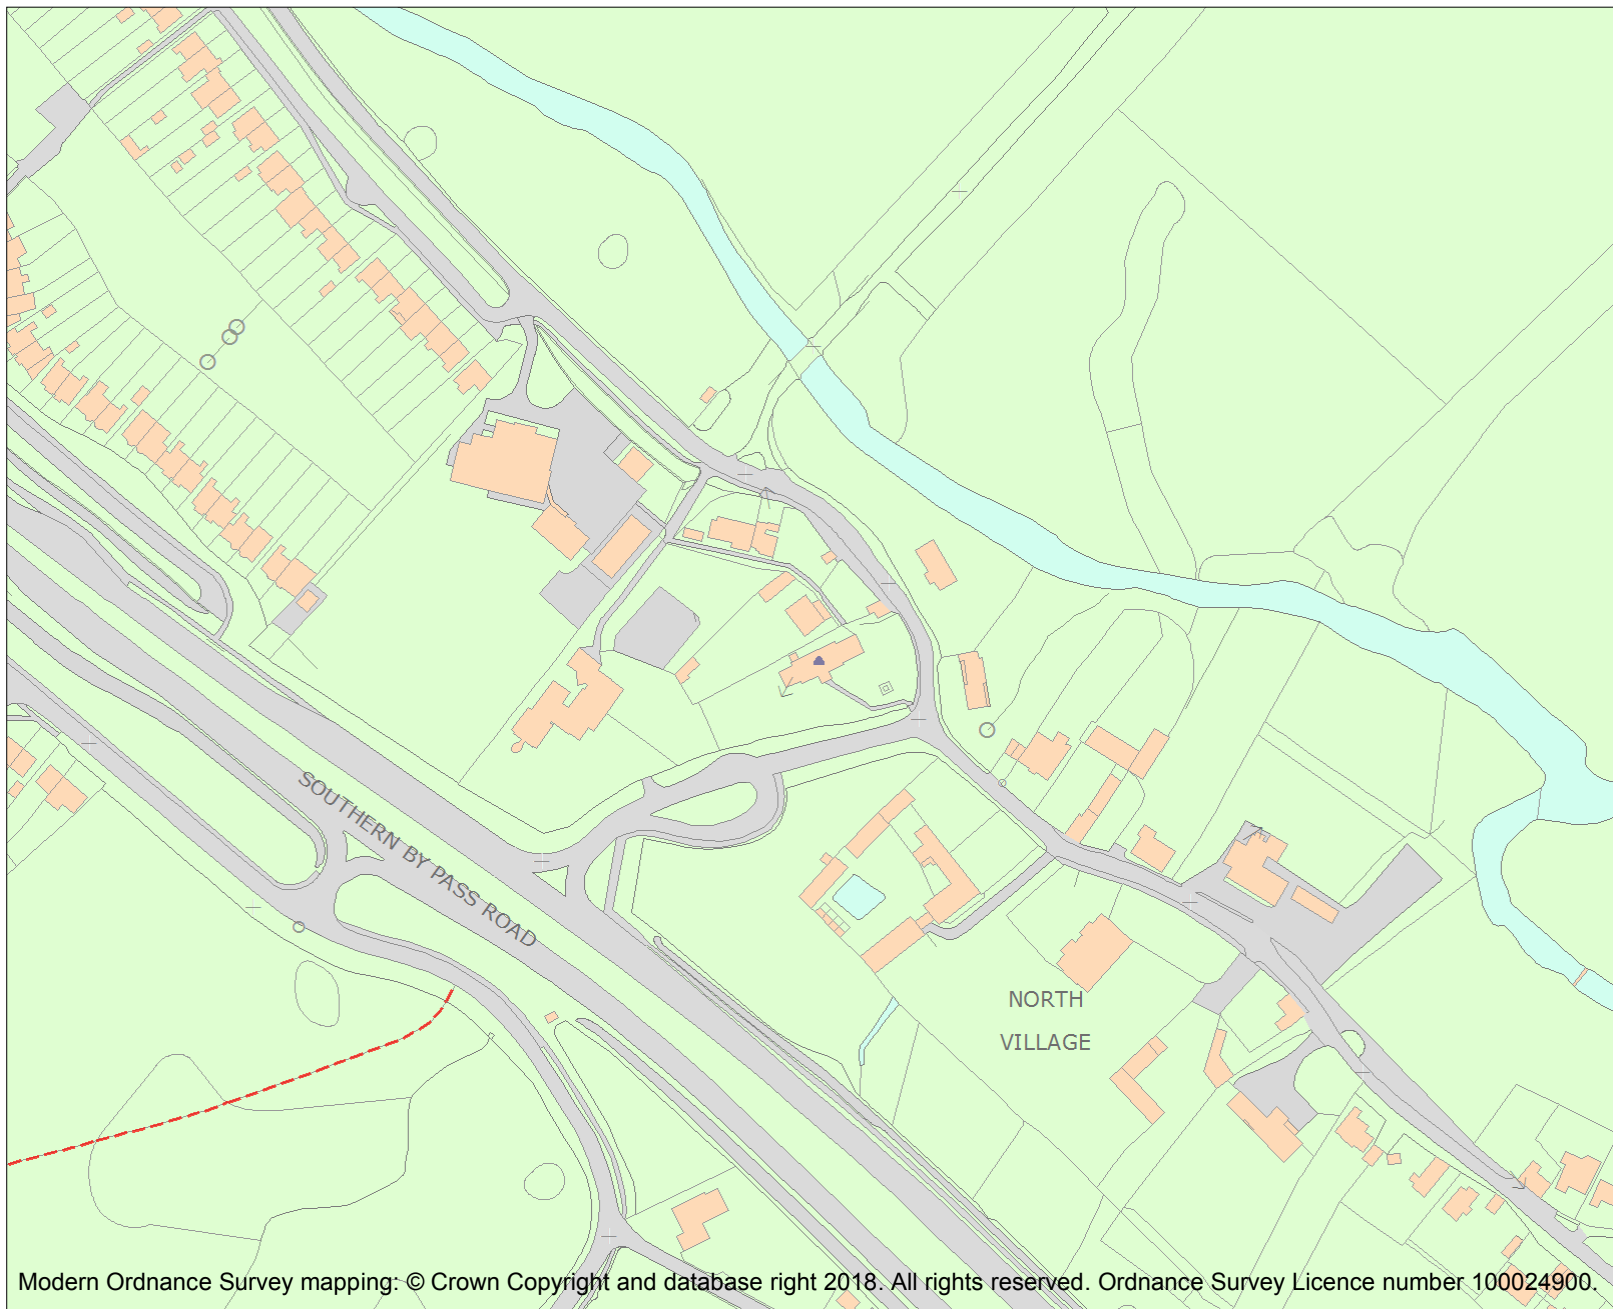 SOUTHERN BY PASS ROAD
NORTH
VILLAGE
Modern Ordnance Survey mapping: © Crown Copyright and database right 2018. All rights reserved. Ordnance Survey Licence number 100024900.